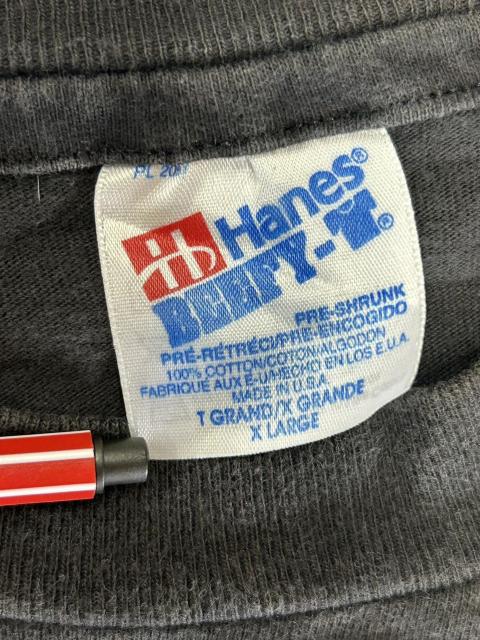 Hanes®
BEEFY-T®
PRE-SHRUNK
PRÉ-RÉTRÉCI/PRE-ENCOGIDO
100% COTTON/COTON/ALGODON
FABRIQUÉ AUX E-U/MECHO EN LOS E.U.A.
MADE IN U.S.A.
T GRAND/X GRANDE
X LARGE